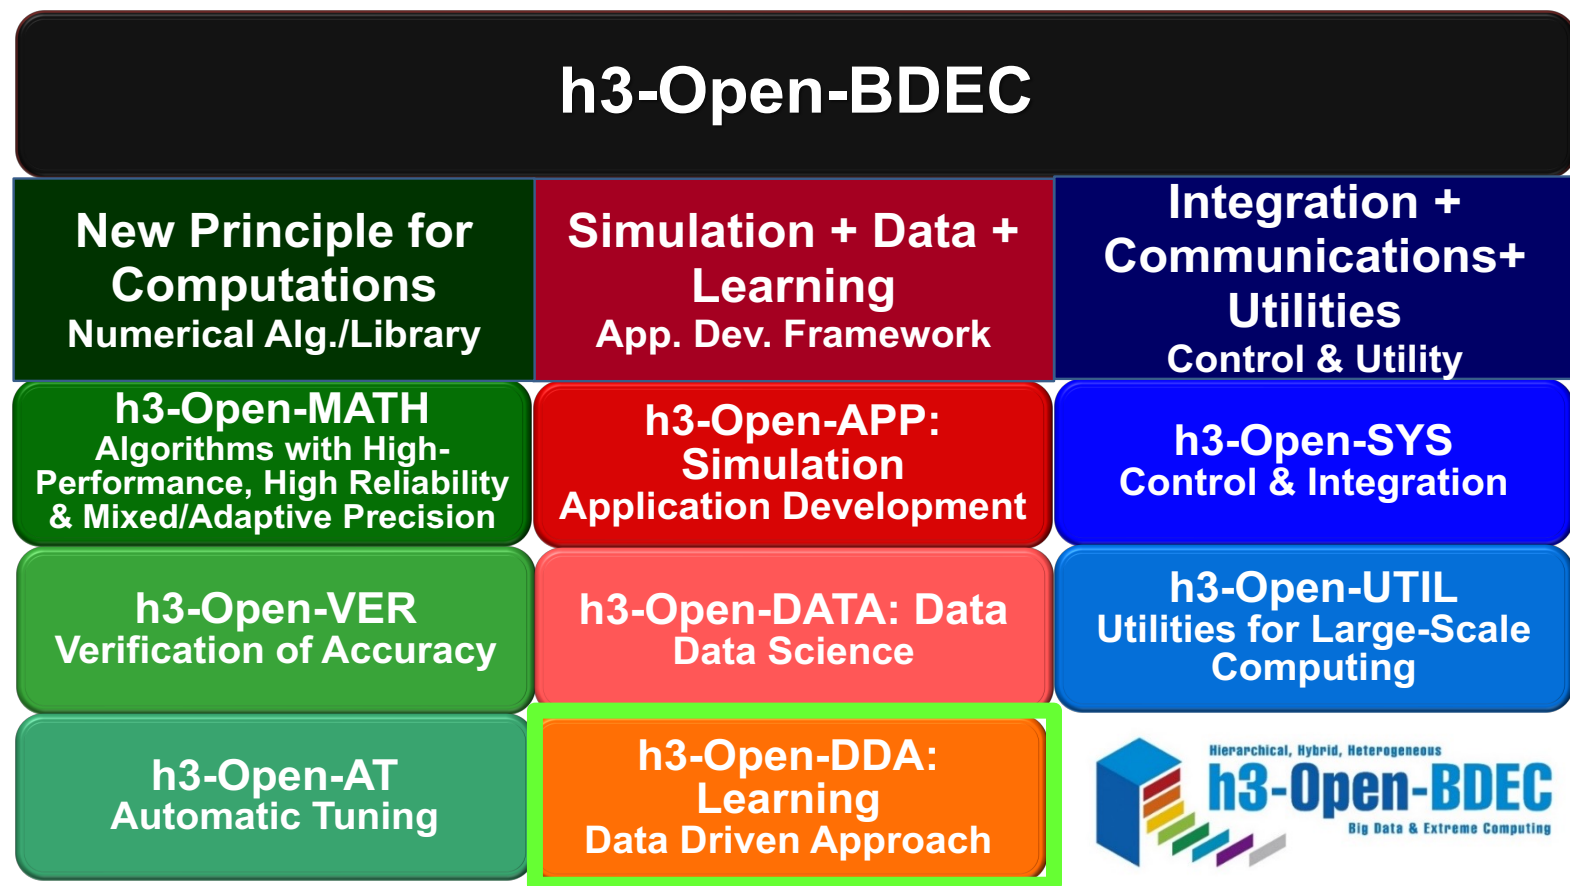 h3-Open-BDEC
New Principle for
Computations
Numerical Alg./Library
Simulation + Data +
Learning
App. Dev. Framework
Integration +
Communications+
Utilities
Control & Utility
h3-Open-MATH
Algorithms with High-
Performance, High Reliability
& Mixed/Adaptive Precision
h3-Open-APP:
Simulation
Application Development
h3-Open-SYS
Control & Integration
h3-Open-VER
Verification of Accuracy
h3-Open-DATA: Data
Data Science
h3-Open-UTIL
Utilities for Large-Scale
Computing
h3-Open-AT
Automatic Tuning
h3-Open-DDA:
Learning
Data Driven Approach
Hierarchical, Hybrid, Heterogeneous
h3-Open-BDEC
Big Data & Extreme Computing